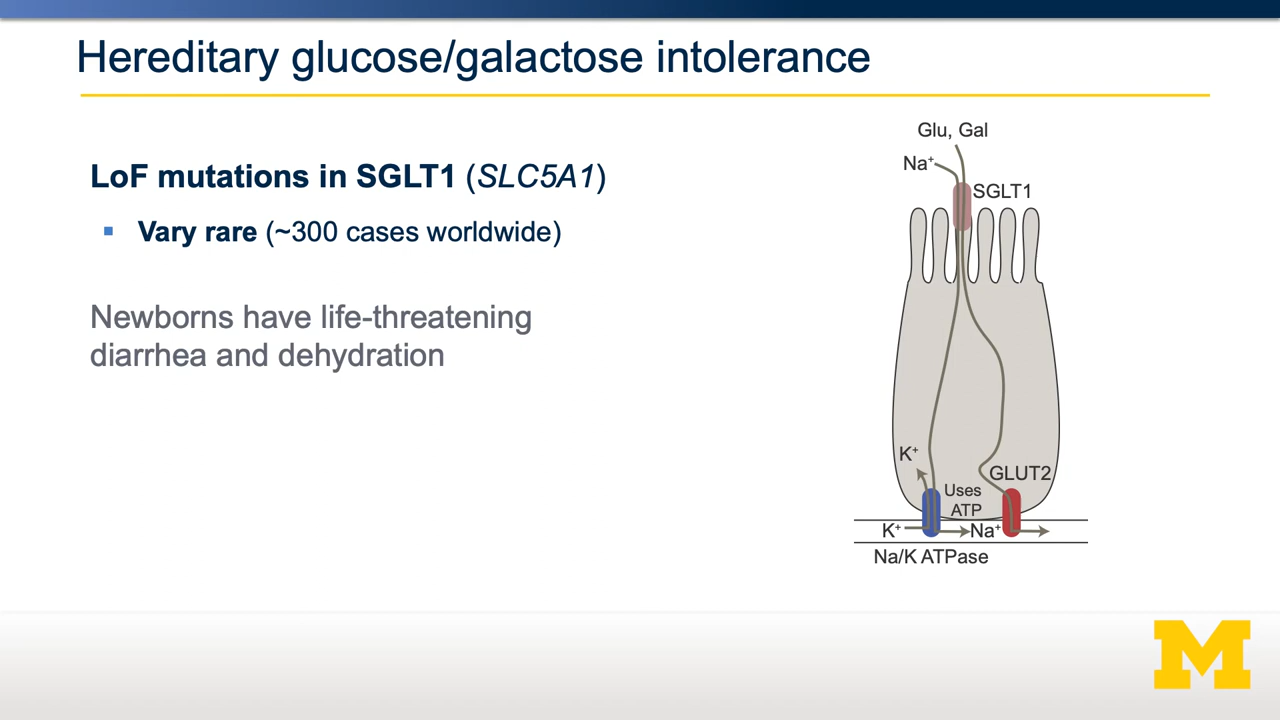 Hereditary glucose/galactose intolerance
LoF mutations in SGLT1 (SLC5A1)
▪ Vary rare (~300 cases worldwide)
Newborns have life-threatening
diarrhea and dehydration
Glu, Gal
Na⁺
SGLT1
K⁺
GLUT2
Uses
ATP
K⁺
Na⁺
Na/K ATPase
M